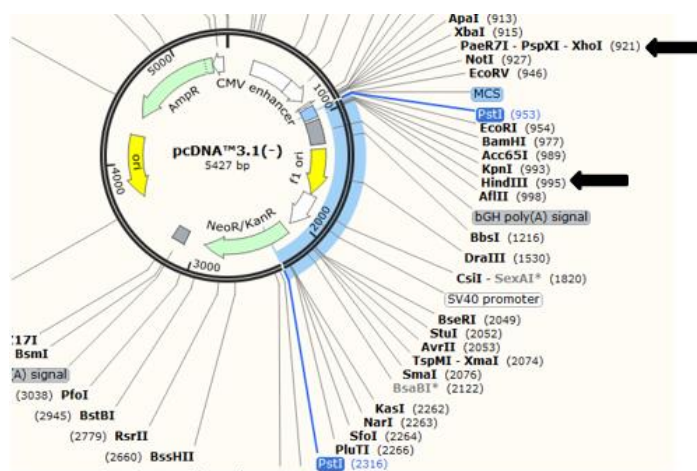 ApaI (913)
XbaI (915)
PaeR7I - PspXI - XhoI (921)
NotI (927)
EcoRV (946)
MCS
PstI (953)
EcoRI (954)
BamHI (977)
Acc65I (989)
KpnI (993)
HindIII (995)
AflII (998)
bGH poly(A) signal
BbsI (1216)
DraIII (1530)
CsiI - SexAI* (1820)
SV40 promoter
BseRI (2049)
StuI (2052)
AvrII (2053)
TspMI - XmaI (2074)
SmaI (2076)
BsaBI* (2122)
KasI (2262)
NarI (2263)
SfoI (2264)
PluTI (2266)
PstI (2316)
5000
1000
2000
3000
4000
AmpR
CMV enhancer
pcDNA™3.1(-)
5427 bp
ori
f1 ori
NeoR/KanR
17I
BsmI
(A) signal
(3038) PfoI
(2945) BstBI
(2779) RsrII
(2660) BssHII